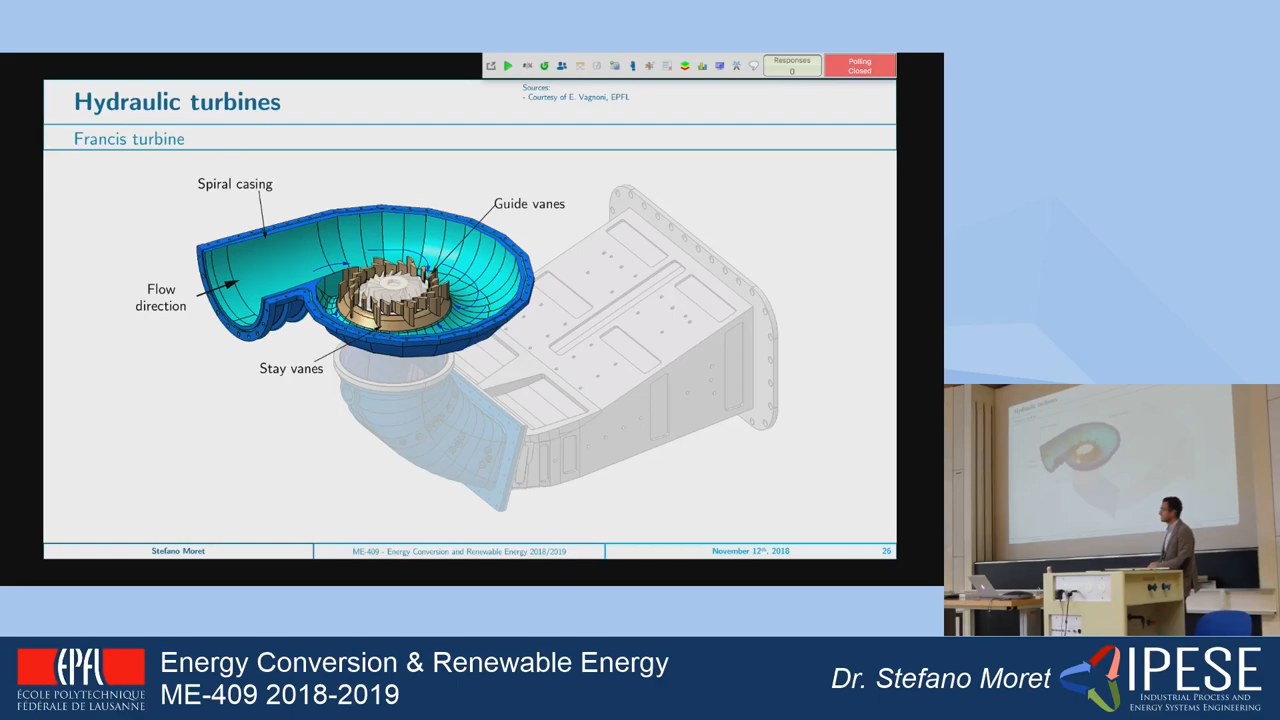 Responses
0
Polling
Closed
Hydraulic turbines
Sources:
- Courtesy of E. Vagnoni, EPFL
Francis turbine
Spiral casing
Guide vanes
Flow
direction
Stay vanes
Stefano Moret
ME-409 - Energy Conversion and Renewable Energy 2018/2019
November 12th, 2018
26
Hydraulic turbines
EPFL
ÉCOLE POLYTECHNIQUE
FÉDÉRALE DE LAUSANNE
Energy Conversion & Renewable Energy
ME-409 2018-2019
Dr. Stefano Moret
IPESE
INDUSTRIAL PROCESS AND
ENERGY SYSTEMS ENGINEERING